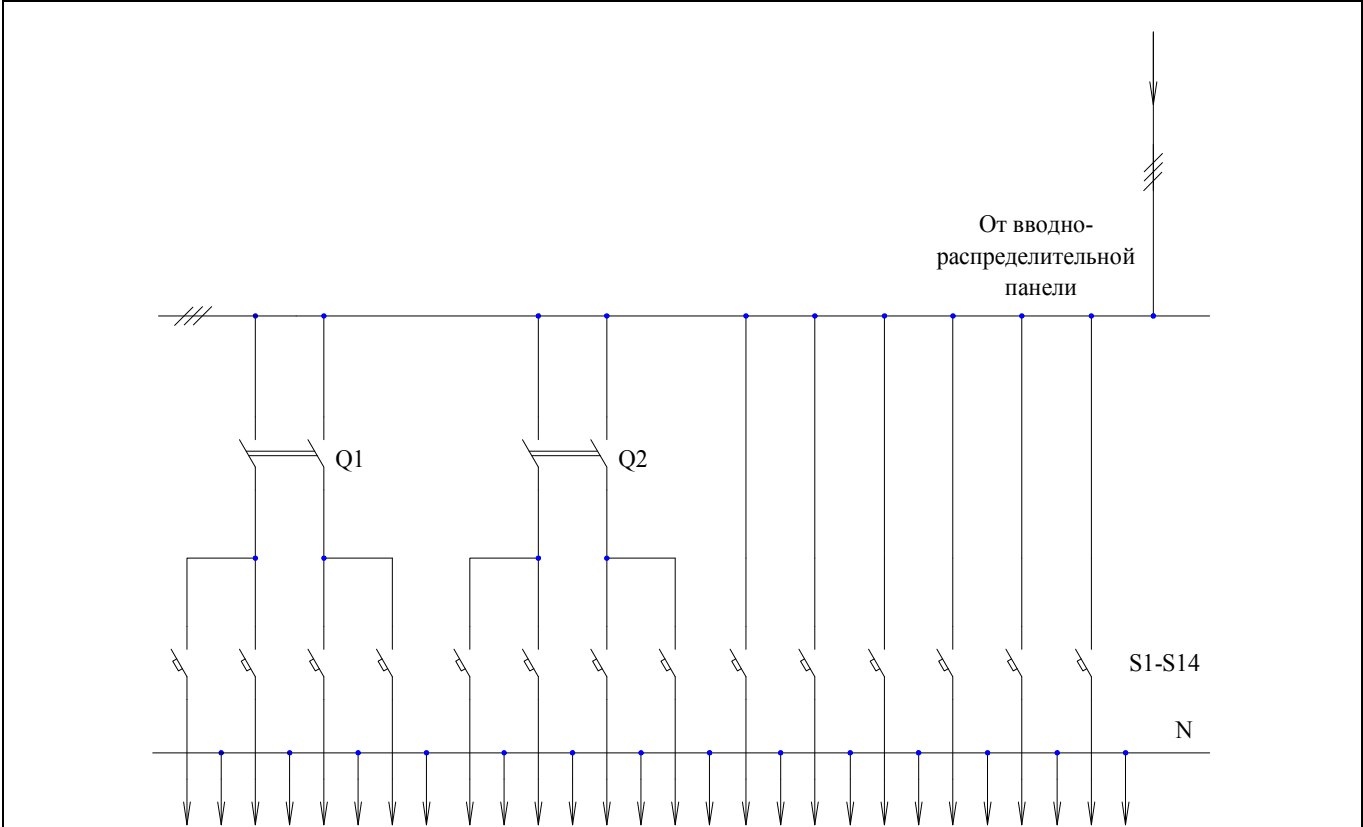 От вводно-
распределительной
панели
Q1
Q2
S1-S14
N